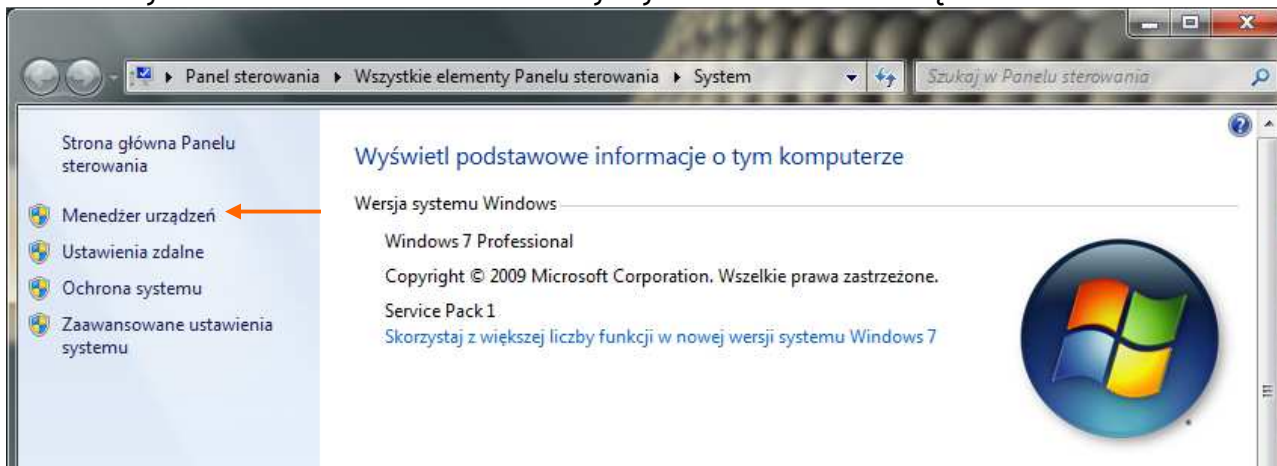 Panel sterowania ▸ Wszystkie elementy Panelu sterowania ▸ System
Szukaj w Panelu sterowania
Strona główna Panelu
sterowania
Menedżer urządzeń
Ustawienia zdalne
Ochrona systemu
Zaawansowane ustawienia
systemu
Wyświetl podstawowe informacje o tym komputerze
Wersja systemu Windows
Windows 7 Professional
Copyright © 2009 Microsoft Corporation. Wszelkie prawa zastrzeżone.
Service Pack 1
Skorzystaj z większej liczby funkcji w nowej wersji systemu Windows 7